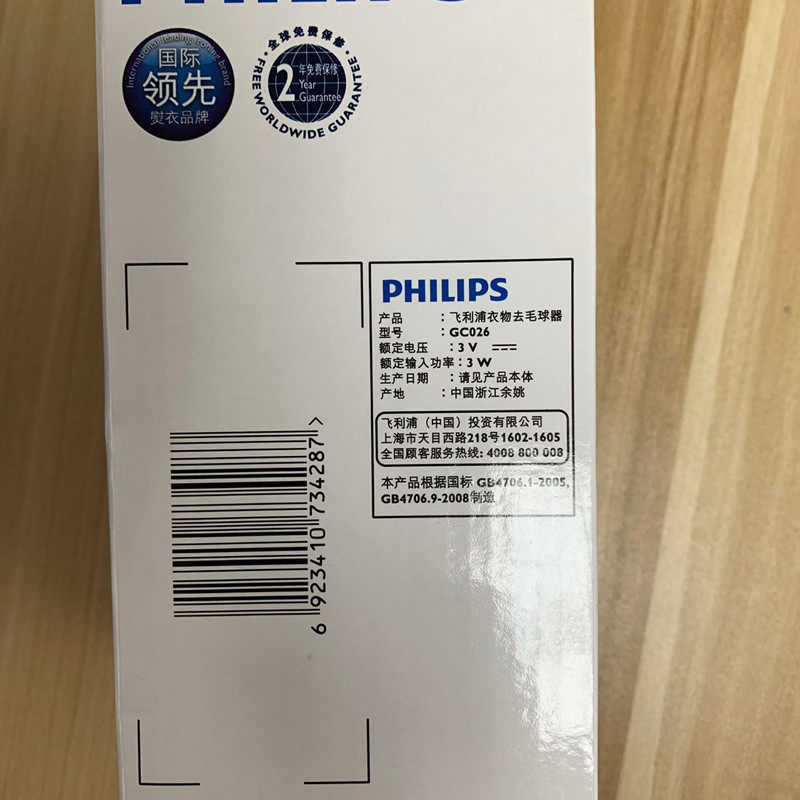 PHILIPS
International leading ironing brand
国际
领先
熨衣品牌
·全球免费保修·
2年免费保修
Year
Guarantee
FREE WORLDWIDE GUARANTEE
PHILIPS
产品 : 飞利浦衣物去毛球器
型号 : GC026
额定电压 : 3 V
额定输入功率 : 3 W
生产日期 : 请见产品本体
产地 : 中国浙江余姚
飞利浦（中国）投资有限公司
上海市天目西路218号1602-1605
全国顾客服务热线: 4008 800 008
本产品根据国标 GB4706.1-2005,
GB4706.9-2008制造
6 923410 734287 >